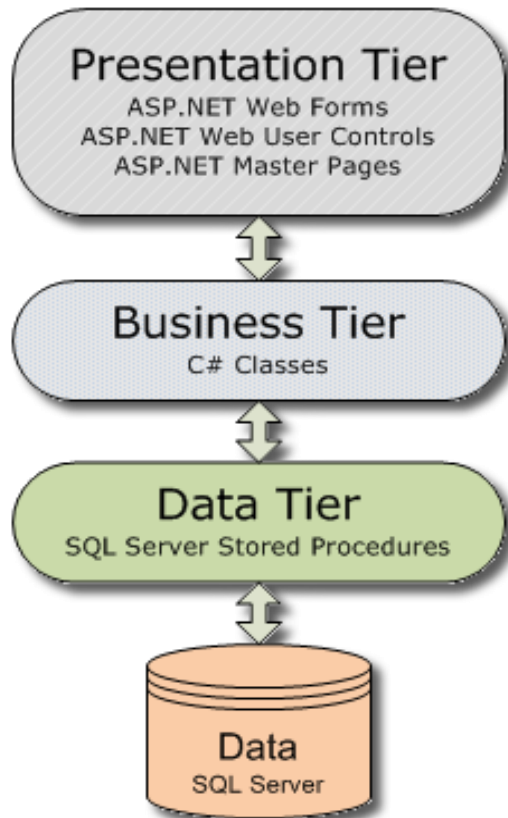 Presentation Tier
ASP.NET Web Forms
ASP.NET Web User Controls
ASP.NET Master Pages
Business Tier
C# Classes
Data Tier
SQL Server Stored Procedures
Data
SQL Server